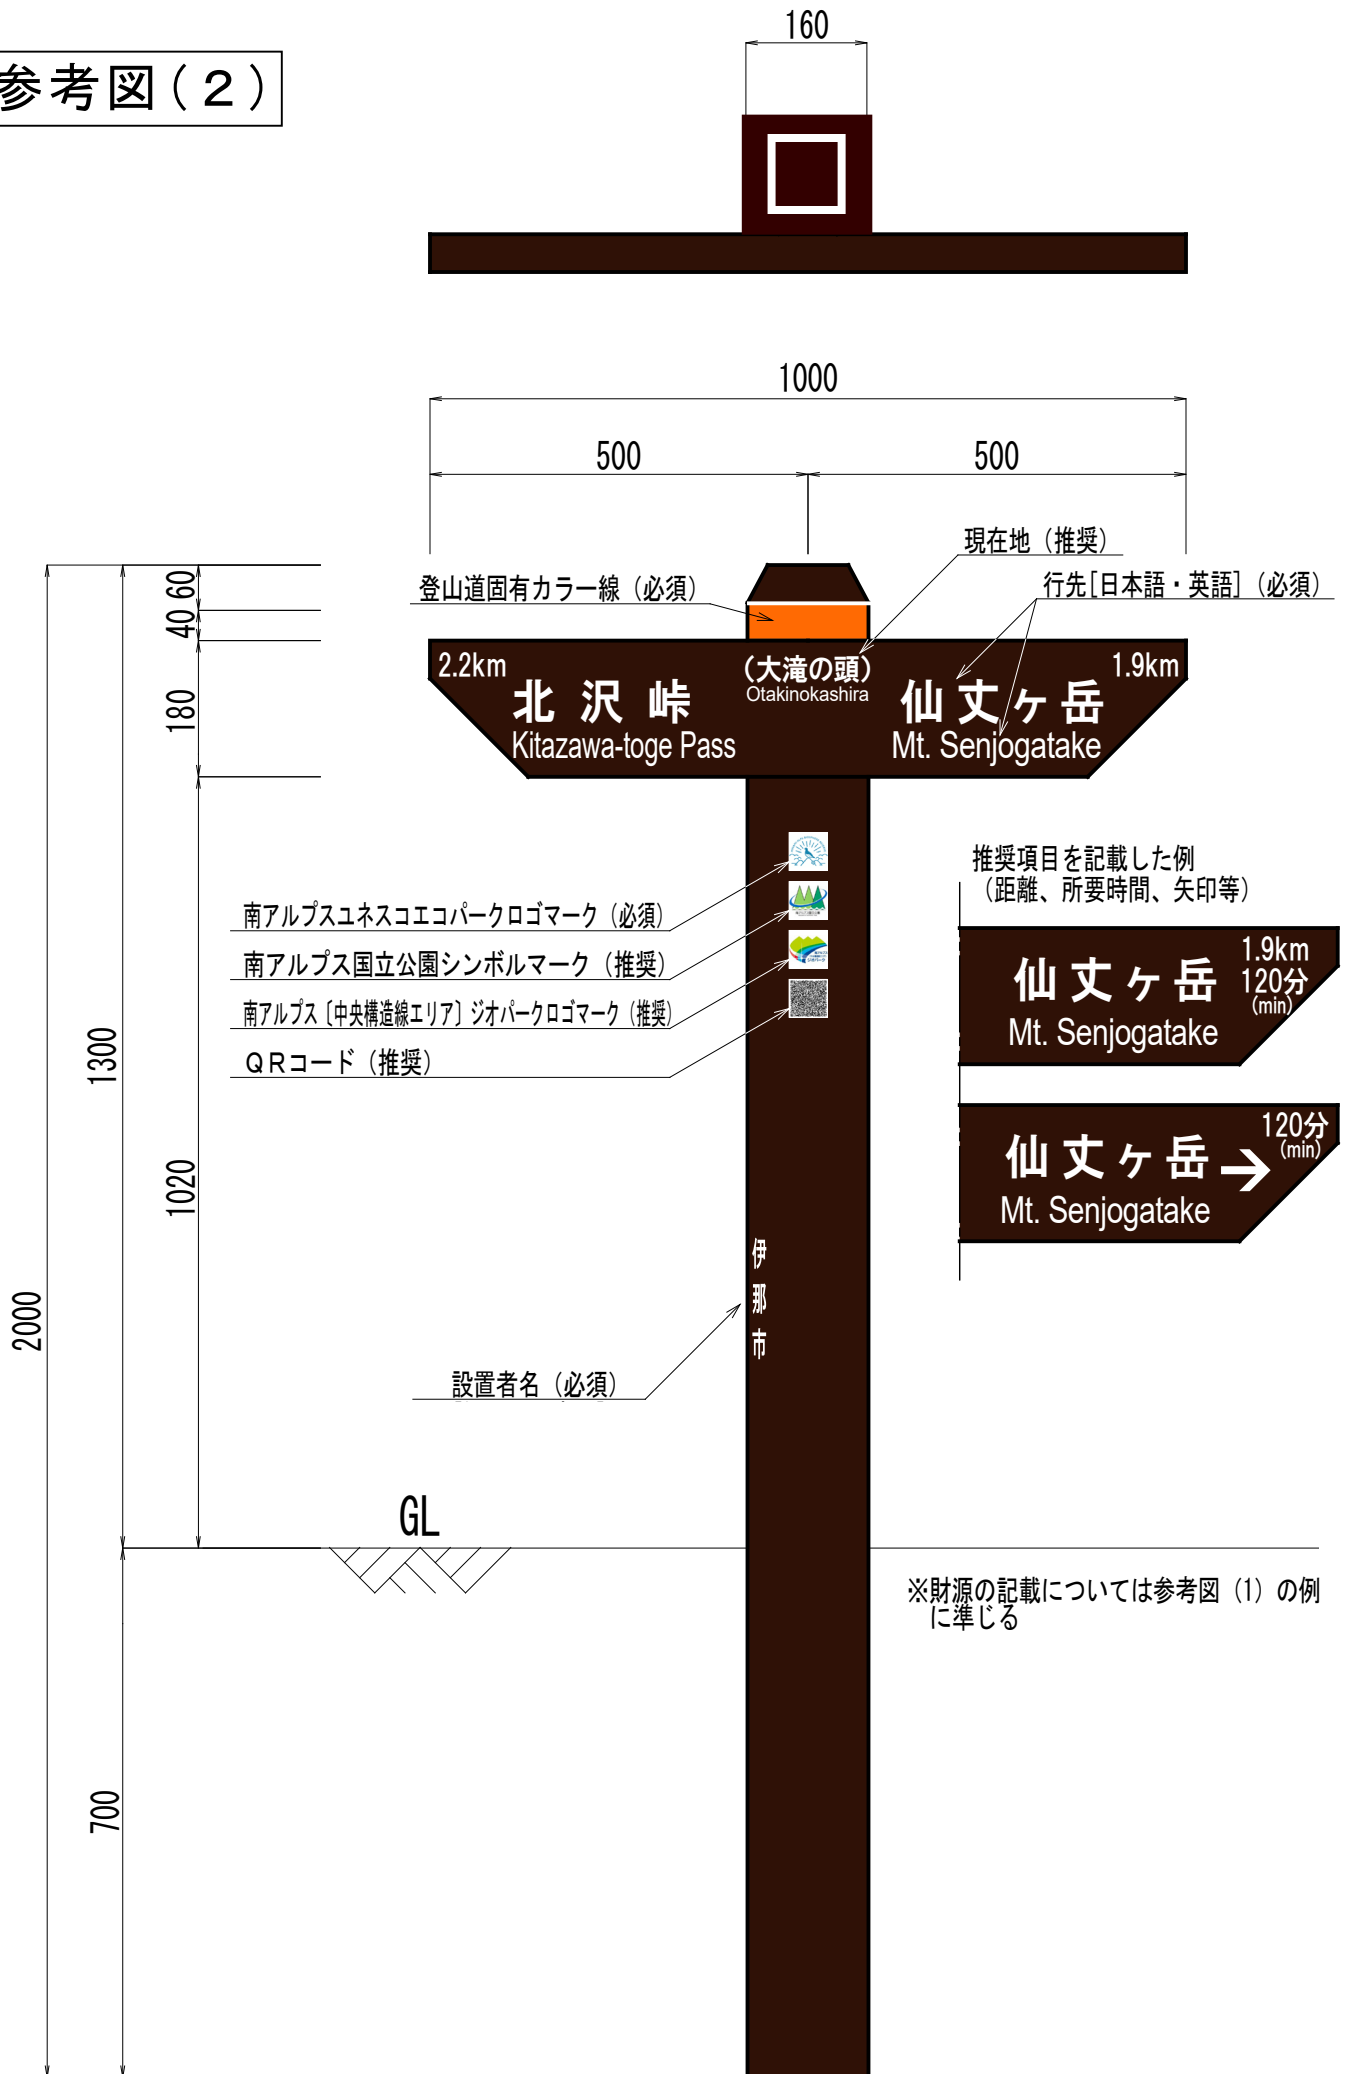 参考図(２)
160
1000
500
500
現在地（推奨）
登山道固有カラー線（必須）
行先[日本語・英語]（必須）
60
40
180
1020
1300
700
2000
2.2km
(大滝の頭)
1.9km
北沢峠
Otakinokashira
仙丈ヶ岳
Kitazawa-toge Pass
Mt. Senjogatake
南アルプスユネスコエコパークロゴマーク（必須）
南アルプス国立公園シンボルマーク（推奨）
南アルプス［中央構造線エリア］ジオパークロゴマーク（推奨）
ＱＲコード（推奨）
推奨項目を記載した例
（距離、所要時間、矢印等）
仙丈ヶ岳
Mt. Senjogatake
1.9km
120分
(min)
仙丈ヶ岳→
Mt. Senjogatake
120分
(min)
伊那市
設置者名（必須）
GL
※財源の記載については参考図（1）の例
に準じる